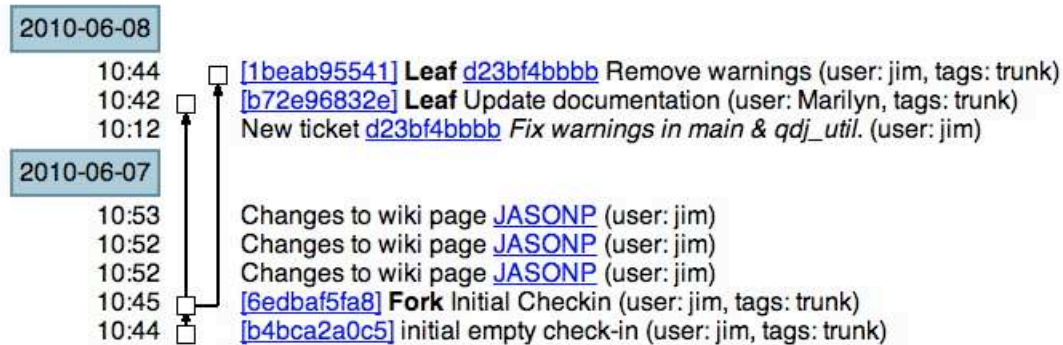 2010-06-08
10:44 [1beab95541] Leaf d23bf4bbbb Remove warnings (user: jim, tags: trunk)
10:42 [b72e96832e] Leaf Update documentation (user: Marilyn, tags: trunk)
10:12 New ticket d23bf4bbbb Fix warnings in main & qdj_util. (user: jim)
2010-06-07
10:53 Changes to wiki page JASONP (user: jim)
10:52 Changes to wiki page JASONP (user: jim)
10:52 Changes to wiki page JASONP (user: jim)
10:45 [6edbaf5fa8] Fork Initial Checkin (user: jim, tags: trunk)
10:44 [b4bca2a0c5] initial empty check-in (user: jim, tags: trunk)